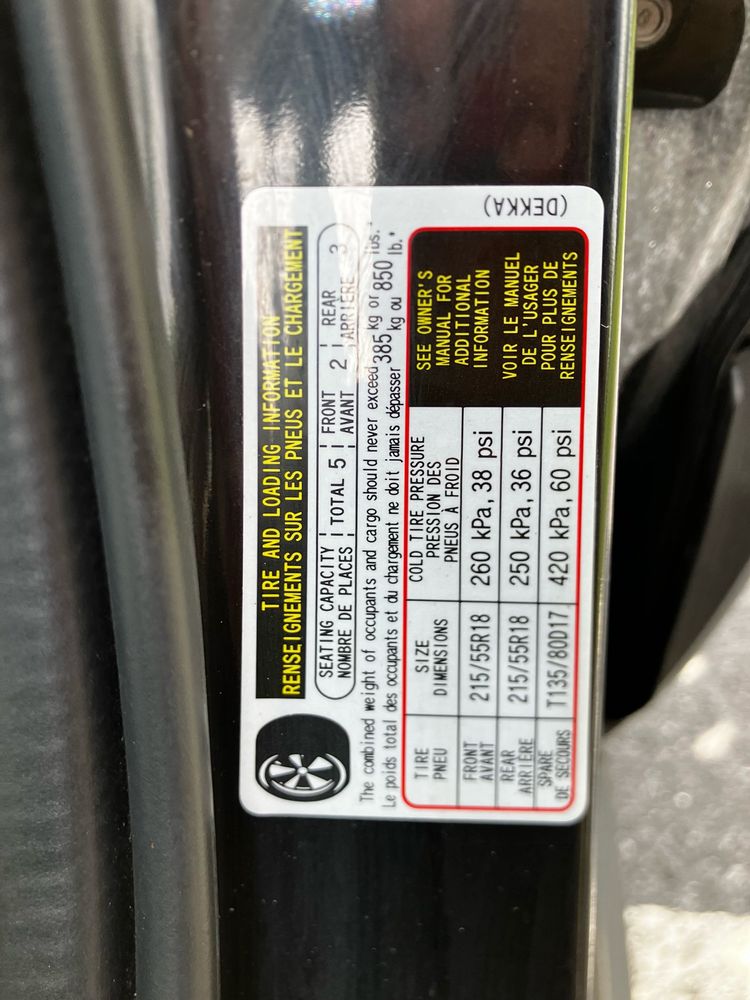 TIRE AND LOADING INFORMATION
RENSEIGNEMENTS SUR LES PNEUS ET LE CHARGEMENT
SEATING CAPACITY | TOTAL 5 | FRONT 2 | REAR 3
NOMBRE DE PLACES | AVANT | ARRIÈRE
The combined weight of occupants and cargo should never exceed 385 kg or 850 lbs.*
Le poids total des occupants et du chargement ne doit jamais dépasser 385 kg ou 850 lb.*
TIRE SIZE COLD TIRE PRESSURE
PNEU DIMENSIONS PRESSION DES
PNEUS À FROID
FRONT
AVANT 215/55R18 260 kPa, 38 psi
REAR
ARRIÈRE 215/55R18 250 kPa, 36 psi
SPARE
DE SECOURS T135/80D17 420 kPa, 60 psi
SEE OWNER'S
MANUAL FOR
ADDITIONAL
INFORMATION
VOIR LE MANUEL
DE L'USAGER
POUR PLUS DE
RENSEIGNEMENTS
(DEKKA)